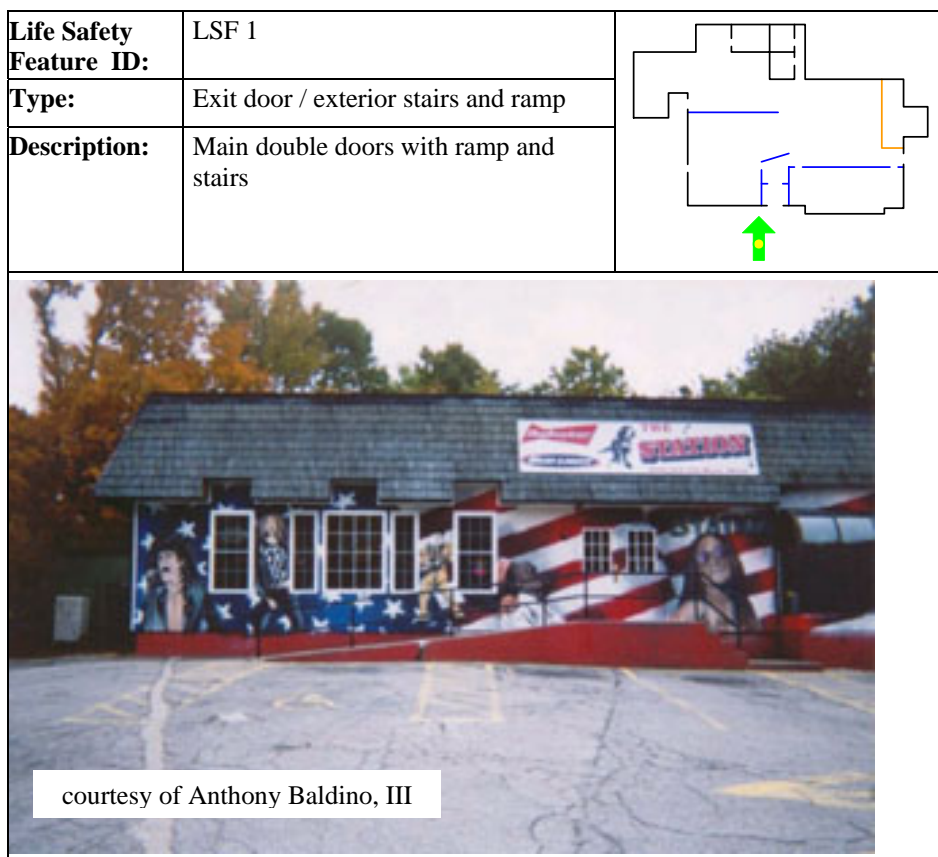 Life Safety
Feature ID:
LSF 1
Type:
Exit door / exterior stairs and ramp
Description:
Main double doors with ramp and
stairs
THE
STATION
courtesy of Anthony Baldino, III